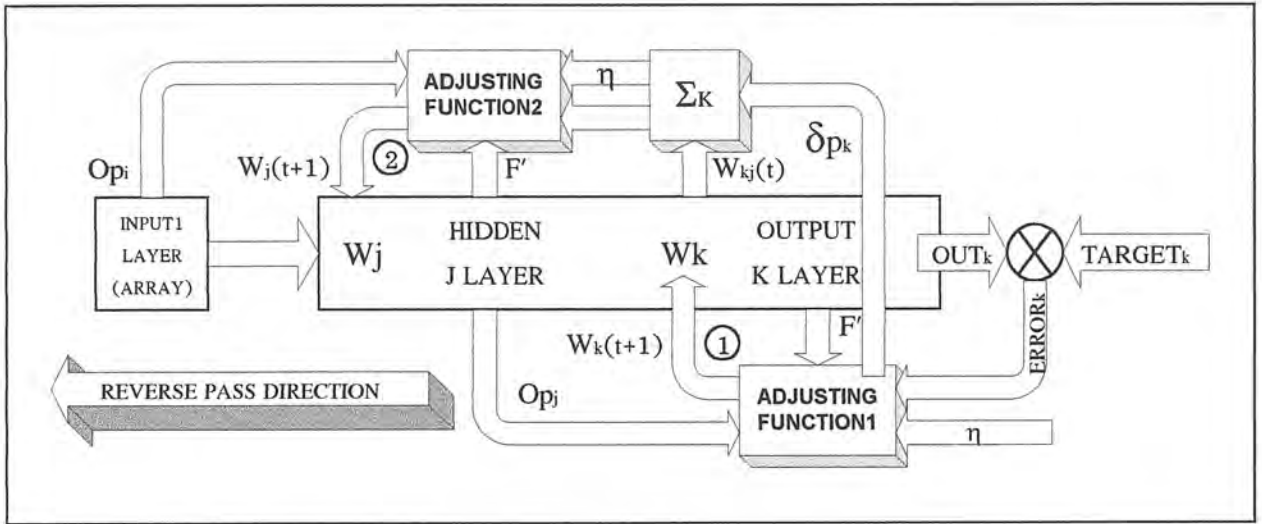 ADJUSTING
FUNCTION2
η
ΣK
δpk
Opi
Wj(t+1)
2
F'
Wkj(t)
INPUT1
LAYER
(ARRAY)
Wj
HIDDEN
J LAYER
Wk
OUTPUT
K LAYER
OUTk
TARGETk
Wk(t+1)
1
F'
ERRORk
REVERSE PASS DIRECTION
Opj
ADJUSTING
FUNCTION1
η